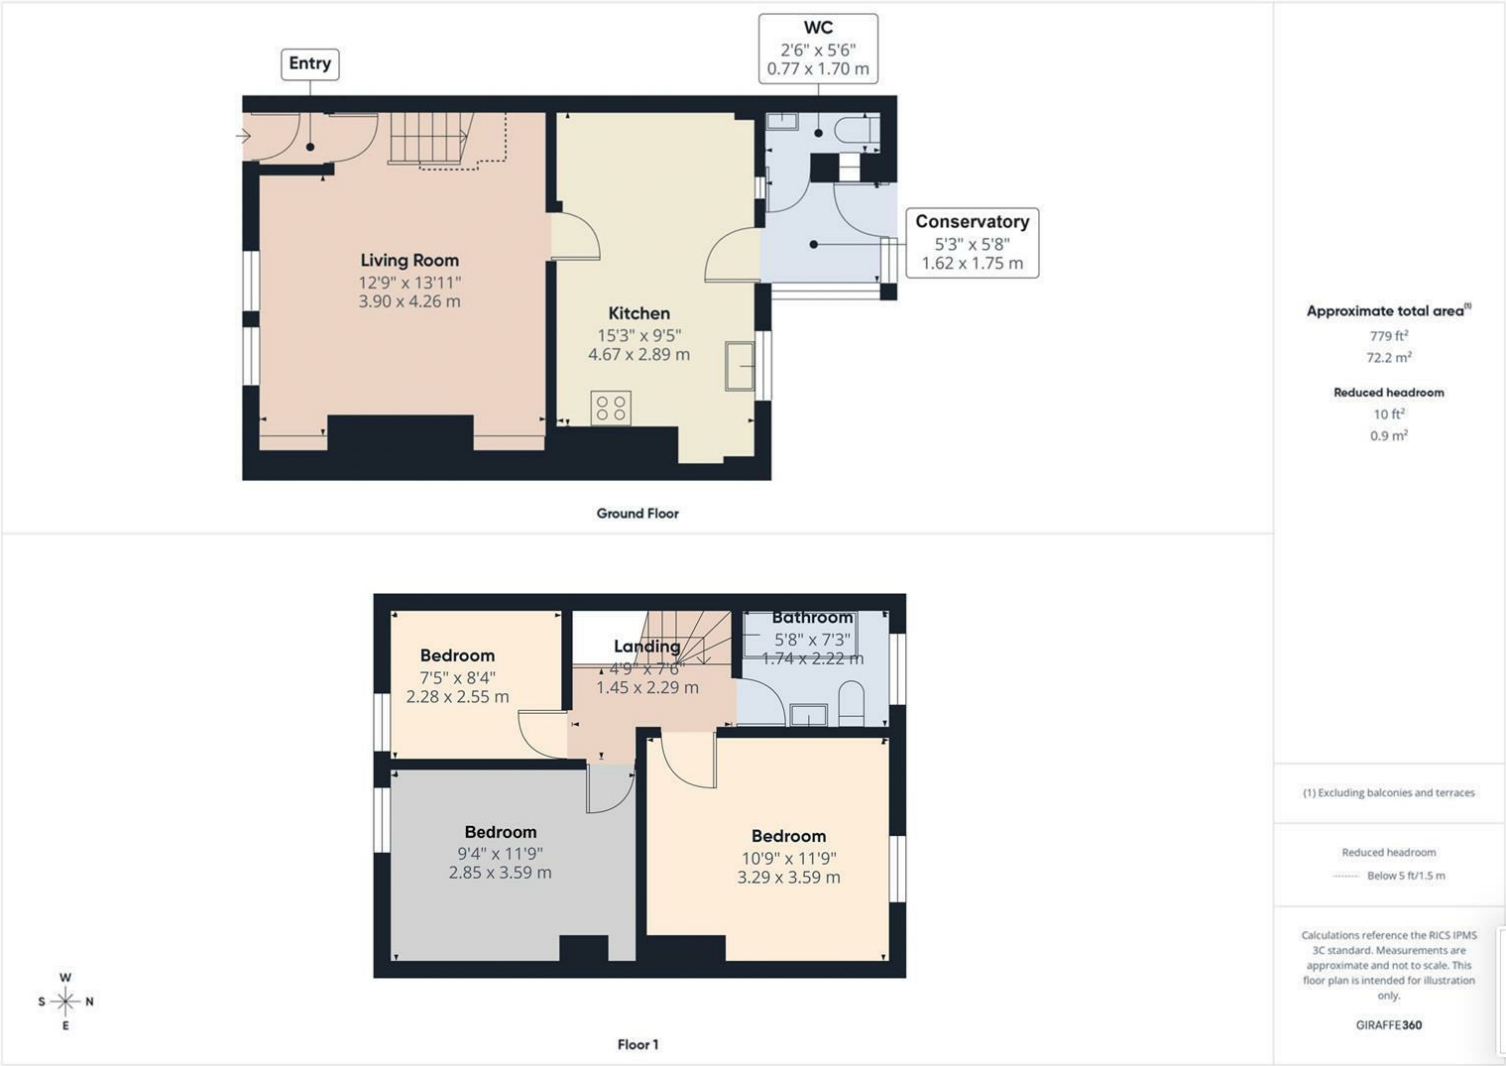 WC
2'6" x 5'6"
0.77 x 1.70 m
Entry
Conservatory
5'3" x 5'8"
1.62 x 1.75 m
Living Room
12'9" x 13'11"
3.90 x 4.26 m
Kitchen
15'3" x 9'5"
4.67 x 2.89 m
Ground Floor
Bathroom
5'8" x 7'3"
1.74 x 2.22 m
Landing
4'9" x 7'6"
1.45 x 2.29 m
Bedroom
7'5" x 8'4"
2.28 x 2.55 m
Bedroom
9'4" x 11'9"
2.85 x 3.59 m
Bedroom
10'9" x 11'9"
3.29 x 3.59 m
W
S N
E
Floor 1
Approximate total area(1)
779 ft²
72.2 m²
Reduced headroom
10 ft²
0.9 m²
(1) Excluding balconies and terraces
Reduced headroom
Below 5 ft/1.5 m
Calculations reference the RICS IPMS
3C standard. Measurements are
approximate and not to scale. This
floor plan is intended for illustration
only.
GIRAFFE360